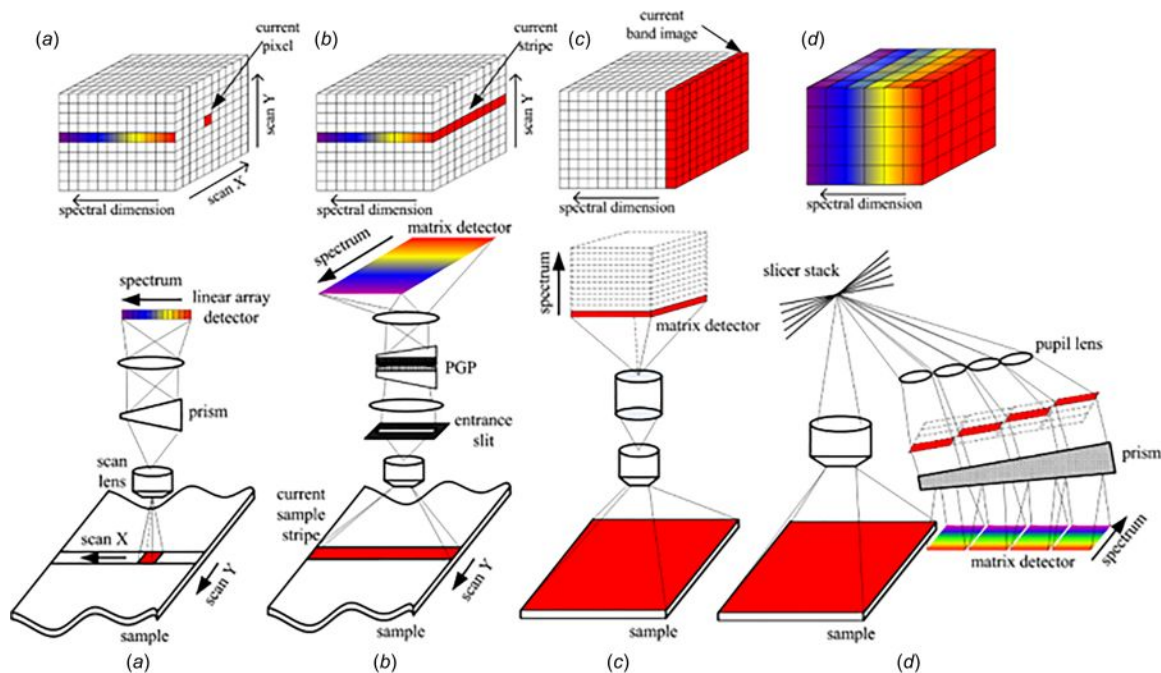 (a)
current
pixel
scan Y
scan X
spectral dimension
(b)
current
stripe
scan Y
spectral dimension
(c)
current
band image
spectral dimension
(d)
spectral dimension
spectrum
linear array
detector
prism
scan
lens
scan X
scan Y
sample
(a)
matrix detector
spectrum
PGP
entrance
slit
current
sample
stripe
scan Y
sample
(b)
spectrum
matrix detector
sample
(c)
slicer stack
pupil lens
prism
spectrum
matrix detector
sample
(d)